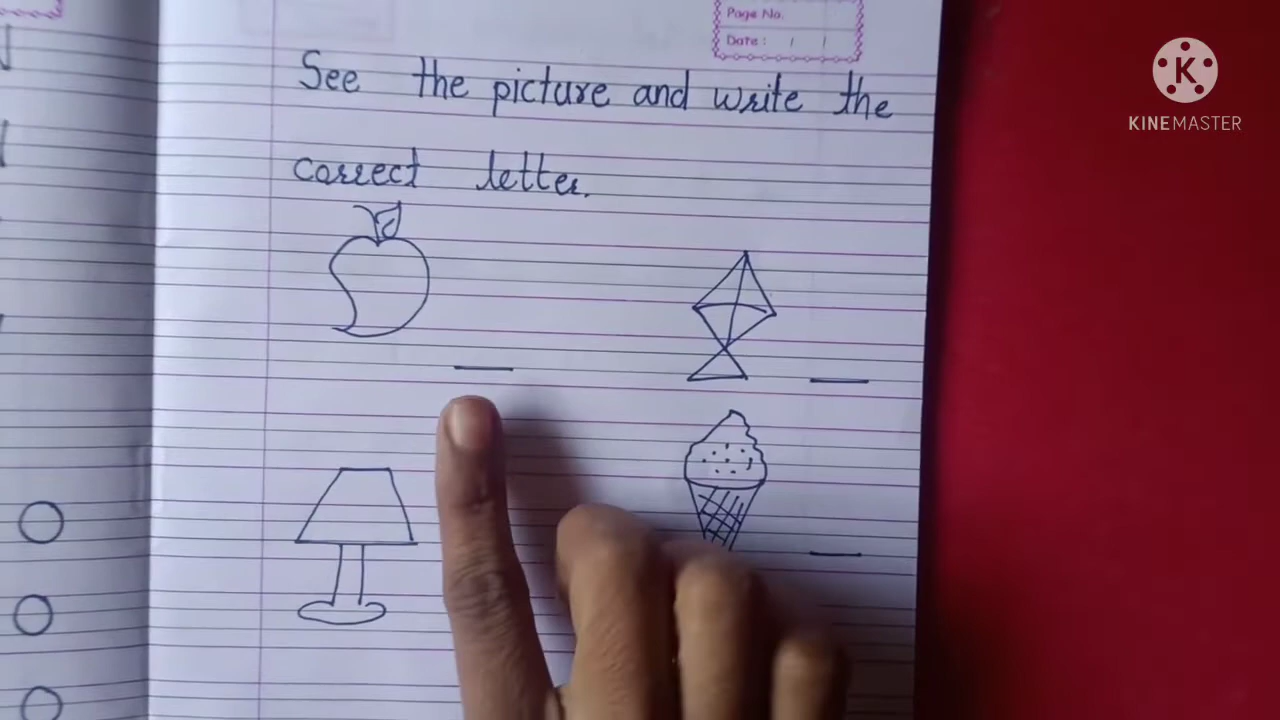 Page No.
Date : / /
See the picture and write the
correct letter.
KINEMASTER